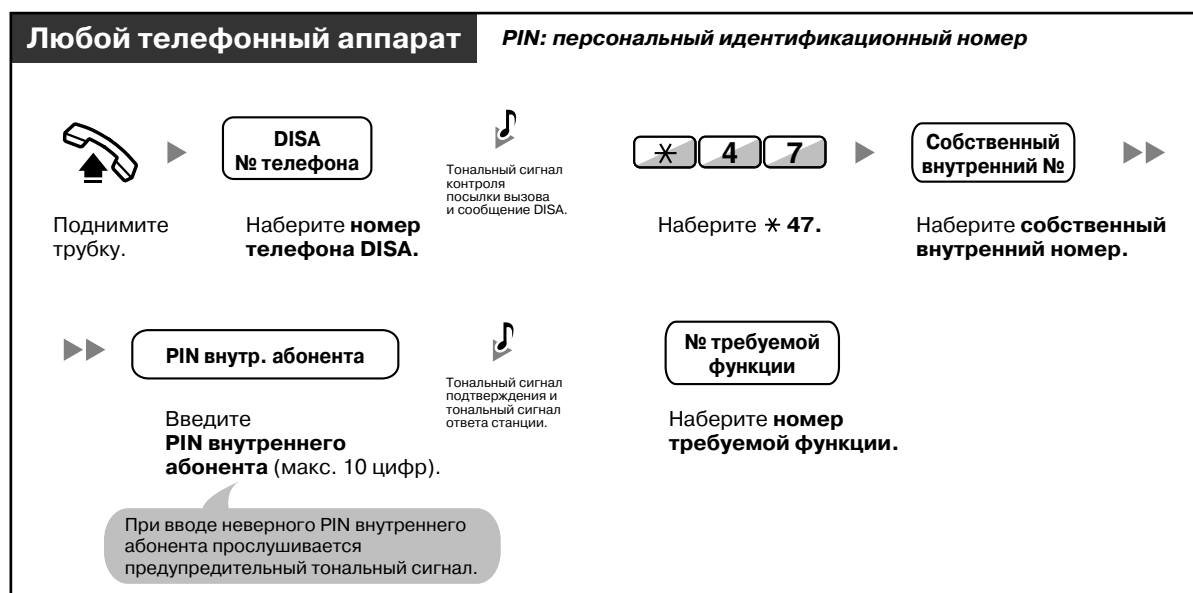 Любой телефонный аппарат
PIN: персональный идентификационный номер
DISA
№ телефона
Тональный сигнал
контроля
посылки вызова
и сообщение DISA.
✳ 4 7
Собственный
внутренний №
Поднимите
трубку.
Наберите номер
телефона DISA.
Наберите ✳ 47.
Наберите собственный
внутренний номер.
PIN внутр. абонента
Тональный сигнал
подтверждения и
тональный сигнал
ответа станции.
№ требуемой
функции
Введите
PIN внутреннего
абонента (макс. 10 цифр).
Наберите номер
требуемой функции.
При вводе неверного PIN внутреннего
абонента прослушивается
предупредительный тональный сигнал.